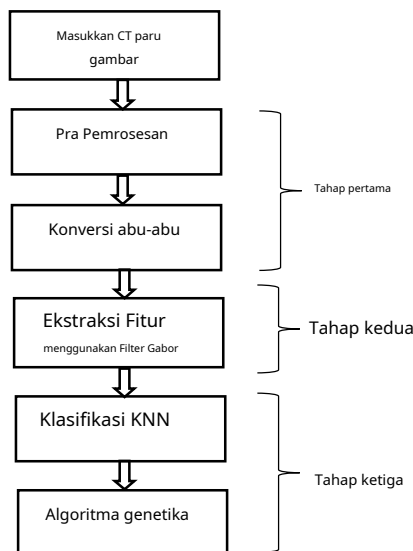 Masukkan CT paru
gambar
Pra Pemrosesan
Tahap pertama
Konversi abu-abu
Ekstraksi Fitur
menggunakan Filter Gabor
Tahap kedua
Klasifikasi KNN
Tahap ketiga
Algoritma genetika